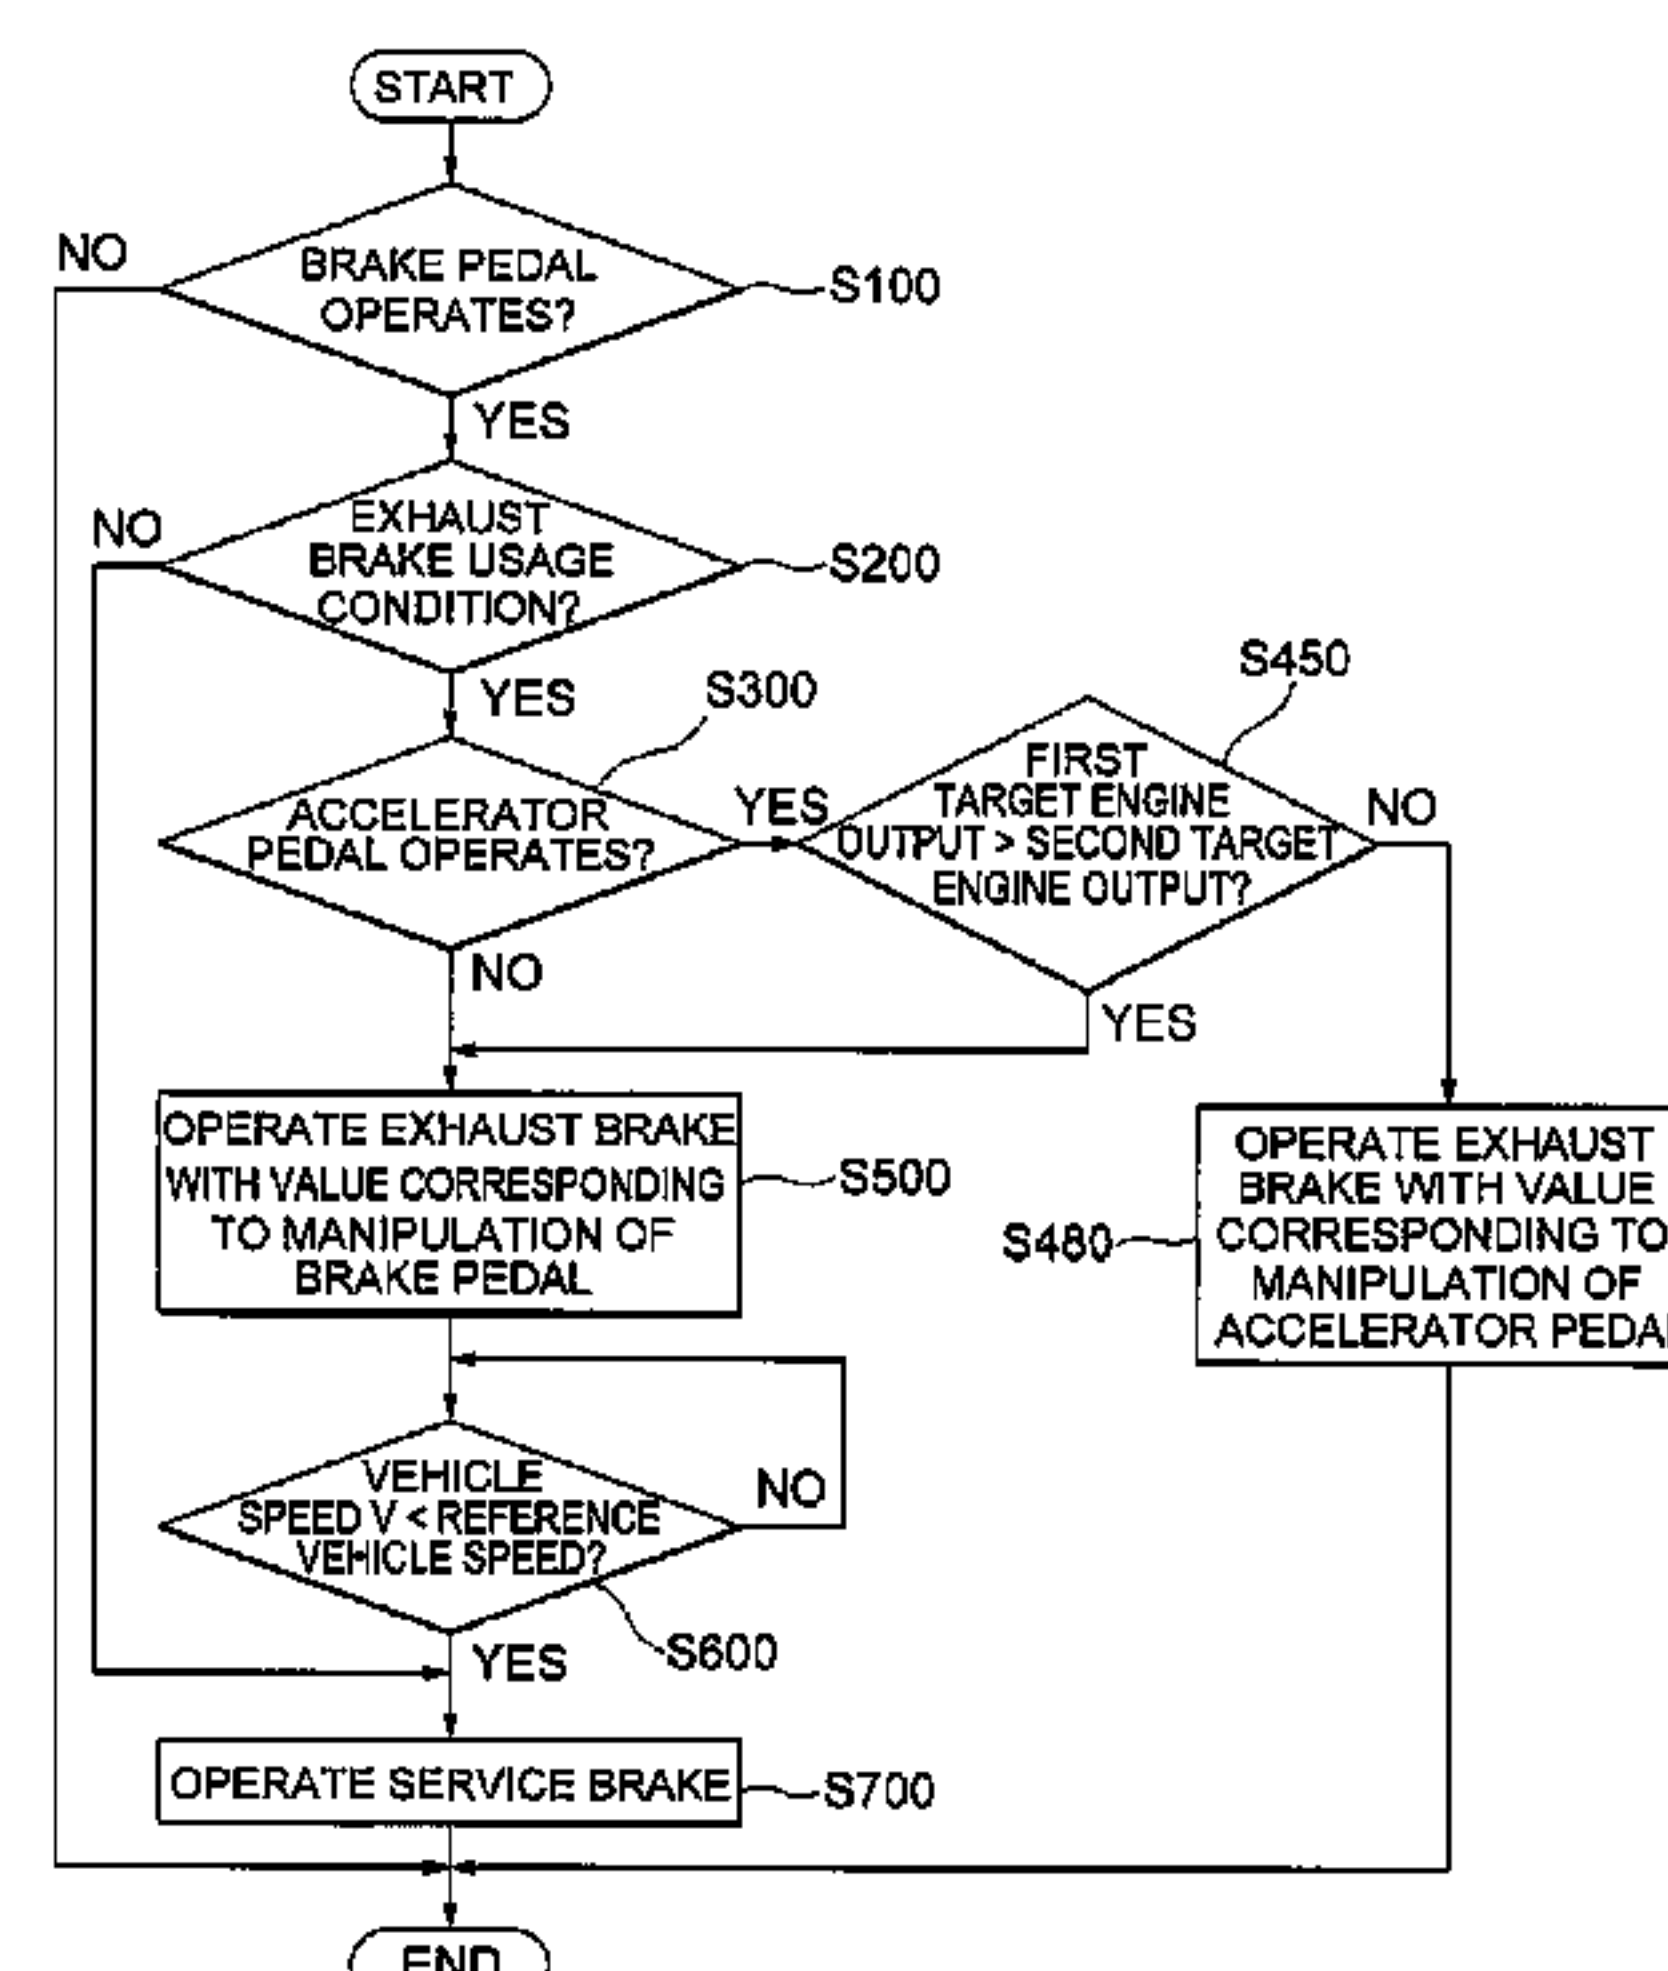 START
NO
BRAKE PEDAL
OPERATES?
S100
YES
NO
EXHAUST
BRAKE USAGE
CONDITION?
S200
YES
S300
S450
ACCELERATOR
PEDAL OPERATES?
YES
FIRST
TARGET ENGINE
OUTPUT > SECOND TARGET
ENGINE OUTPUT?
NO
NO
YES
OPERATE EXHAUST BRAKE
WITH VALUE CORRESPONDING
TO MANIPULATION OF
BRAKE PEDAL
S500
S480
OPERATE EXHAUST
BRAKE WITH VALUE
CORRESPONDING TO
MANIPULATION OF
ACCELERATOR PEDAL
VEHICLE
SPEED V < REFERENCE
VEHICLE SPEED?
NO
S600
YES
OPERATE SERVICE BRAKE
S700
END